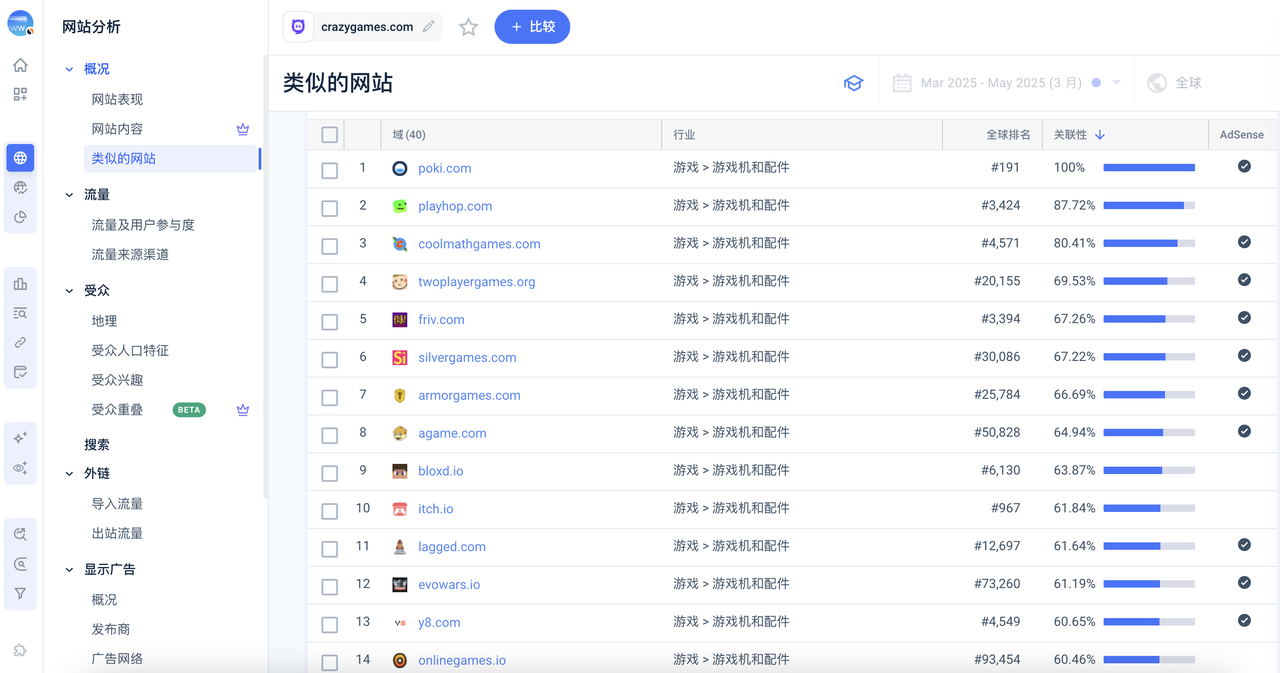 网站分析
crazygames.com
+ 比较
概况
网站表现
网站内容
类似的网站
流量
流量及用户参与度
流量来源渠道
受众
地理
受众人口特征
受众兴趣
受众重叠 BETA
搜索
外链
导入流量
出站流量
显示广告
概况
发布商
广告网络
类似的网站
Mar 2025 - May 2025 (3 月)
全球
域 (40) 行业 全球排名 关联性 AdSense
1 poki.com 游戏 > 游戏机和配件 #191 100%
2 playhop.com 游戏 > 游戏机和配件 #3,424 87.72%
3 coolmathgames.com 游戏 > 游戏机和配件 #4,571 80.41%
4 twoplayergames.org 游戏 > 游戏机和配件 #20,155 69.53%
5 friv.com 游戏 > 游戏机和配件 #3,394 67.26%
6 silvergames.com 游戏 > 游戏机和配件 #30,086 67.22%
7 armorgames.com 游戏 > 游戏机和配件 #25,784 66.69%
8 agame.com 游戏 > 游戏机和配件 #50,828 64.94%
9 bloxd.io 游戏 > 游戏机和配件 #6,130 63.87%
10 itch.io 游戏 > 游戏机和配件 #967 61.84%
11 lagged.com 游戏 > 游戏机和配件 #12,697 61.64%
12 evowars.io 游戏 > 游戏机和配件 #73,260 61.19%
13 y8.com 游戏 > 游戏机和配件 #4,549 60.65%
14 onlinegames.io 游戏 > 游戏机和配件 #93,454 60.46%